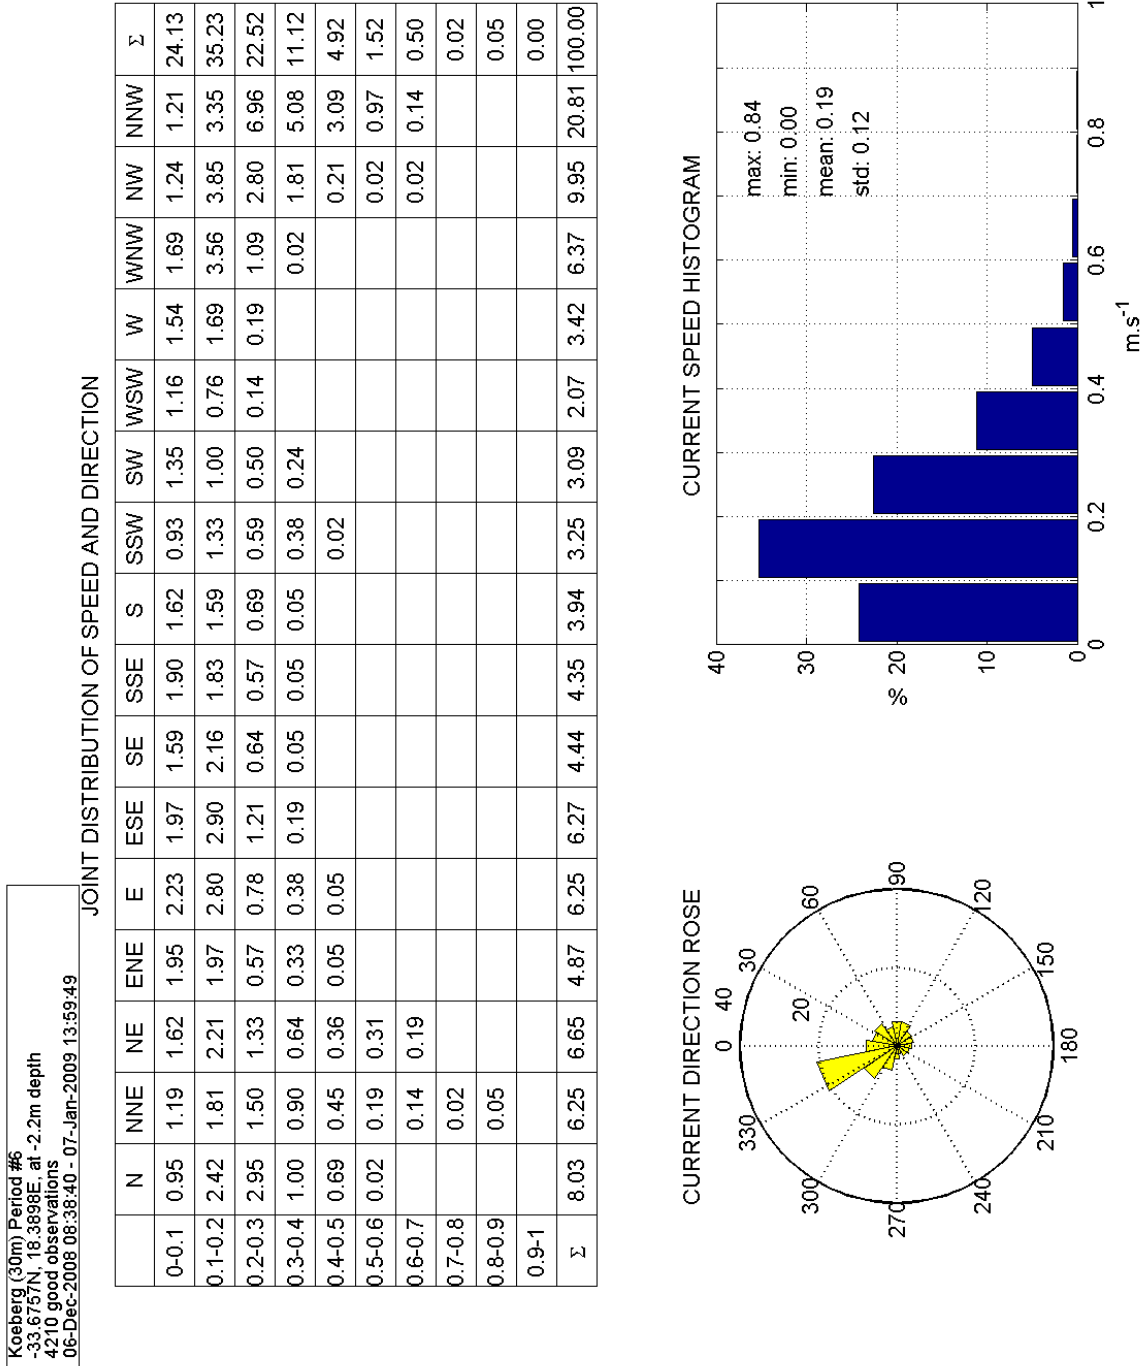 Koeberg (30m) Period #6
-33.6757N, 18.3898E, at -2.2m depth
4210 good observations
06-Dec-2008 08:38:40 - 07-Jan-2009 13:59:49
JOINT DISTRIBUTION OF SPEED AND DIRECTION
N NNE NE ENE E ESE SE SSE S SSW SW WSW W WNW NW NNW Σ
0-0.1 0.95 1.19 1.62 1.95 2.23 1.97 1.59 1.90 1.62 0.93 1.35 1.16 1.54 1.69 1.24 1.21 24.13
0.1-0.2 2.42 1.81 2.21 1.97 2.80 2.90 2.16 1.83 1.59 1.33 1.00 0.76 1.69 3.56 3.85 3.35 35.23
0.2-0.3 2.95 1.50 1.33 0.57 0.78 1.21 0.64 0.57 0.69 0.59 0.50 0.14 0.19 1.09 2.80 6.96 22.52
0.3-0.4 1.00 0.90 0.64 0.33 0.38 0.19 0.05 0.05 0.05 0.38 0.24 0.02 1.81 5.08 11.12
0.4-0.5 0.69 0.45 0.36 0.05 0.05 0.02 0.21 3.09 4.92
0.5-0.6 0.02 0.19 0.31 0.02 0.97 1.52
0.6-0.7 0.14 0.19 0.02 0.14 0.50
0.7-0.8 0.02 0.02
0.8-0.9 0.05 0.05
0.9-1 0.00
Σ 8.03 6.25 6.65 4.87 6.25 6.27 4.44 4.35 3.94 3.25 3.09 2.07 3.42 6.37 9.95 20.81 100.00
CURRENT DIRECTION ROSE
0
30
60
90
120
150
180
210
240
270
300
330
20
40
CURRENT SPEED HISTOGRAM
max: 0.84
min: 0.00
mean: 0.19
std: 0.12
40
30
20
10
0
%
0 0.2 0.4 0.6 0.8 1
m.s⁻¹